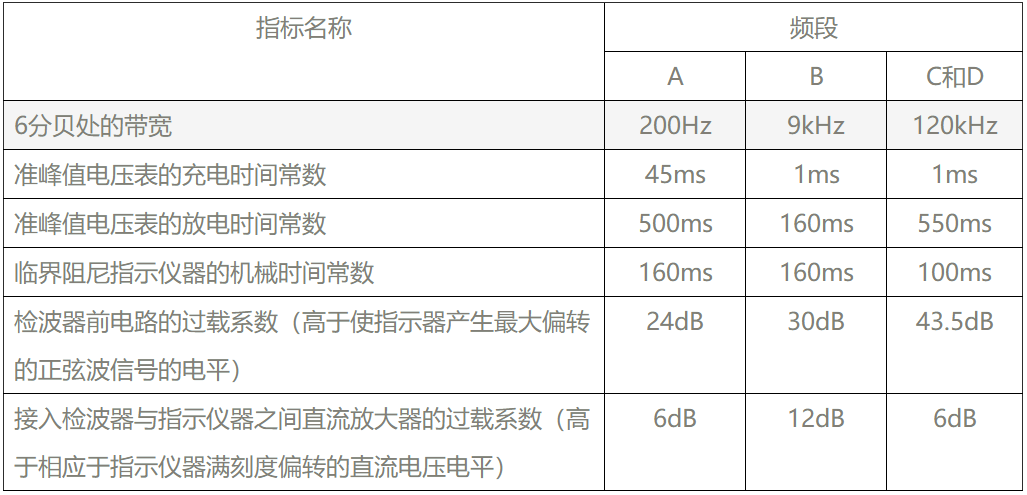 指标名称 频段
A B C和D
6分贝处的带宽 200Hz 9kHz 120kHz
准峰值电压表的充电时间常数 45ms 1ms 1ms
准峰值电压表的放电时间常数 500ms 160ms 550ms
临界阻尼指示仪器的机械时间常数 160ms 160ms 100ms
检波器前电路的过载系数（高于使指示器产生最大偏转 24dB 30dB 43.5dB
的正弦波信号的电平）
接入检波器与指示仪器之间直流放大器的过载系数（高 6dB 12dB 6dB
于相应于指示仪器满刻度偏转的直流电压电平）